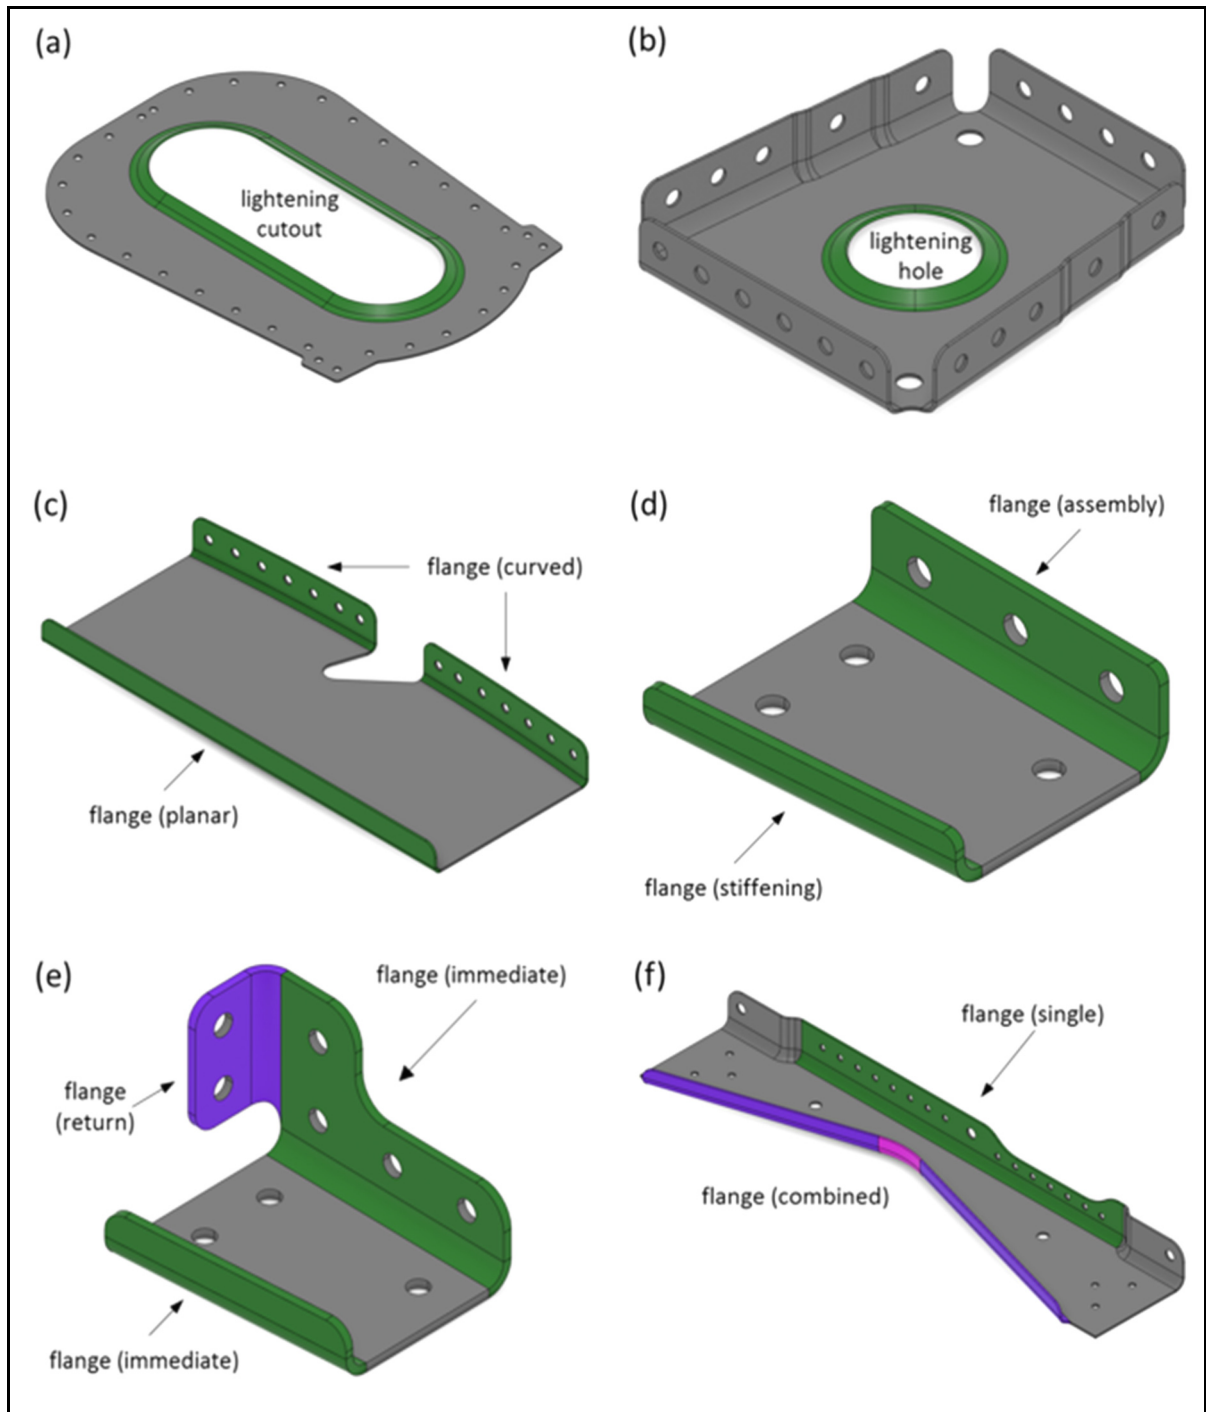 (a)
lightening
cutout
(b)
lightening
hole
(c)
flange (curved)
flange (planar)
(d)
flange (assembly)
flange (stiffening)
(e)
flange (immediate)
flange
(return)
flange (immediate)
(f)
flange (single)
flange (combined)